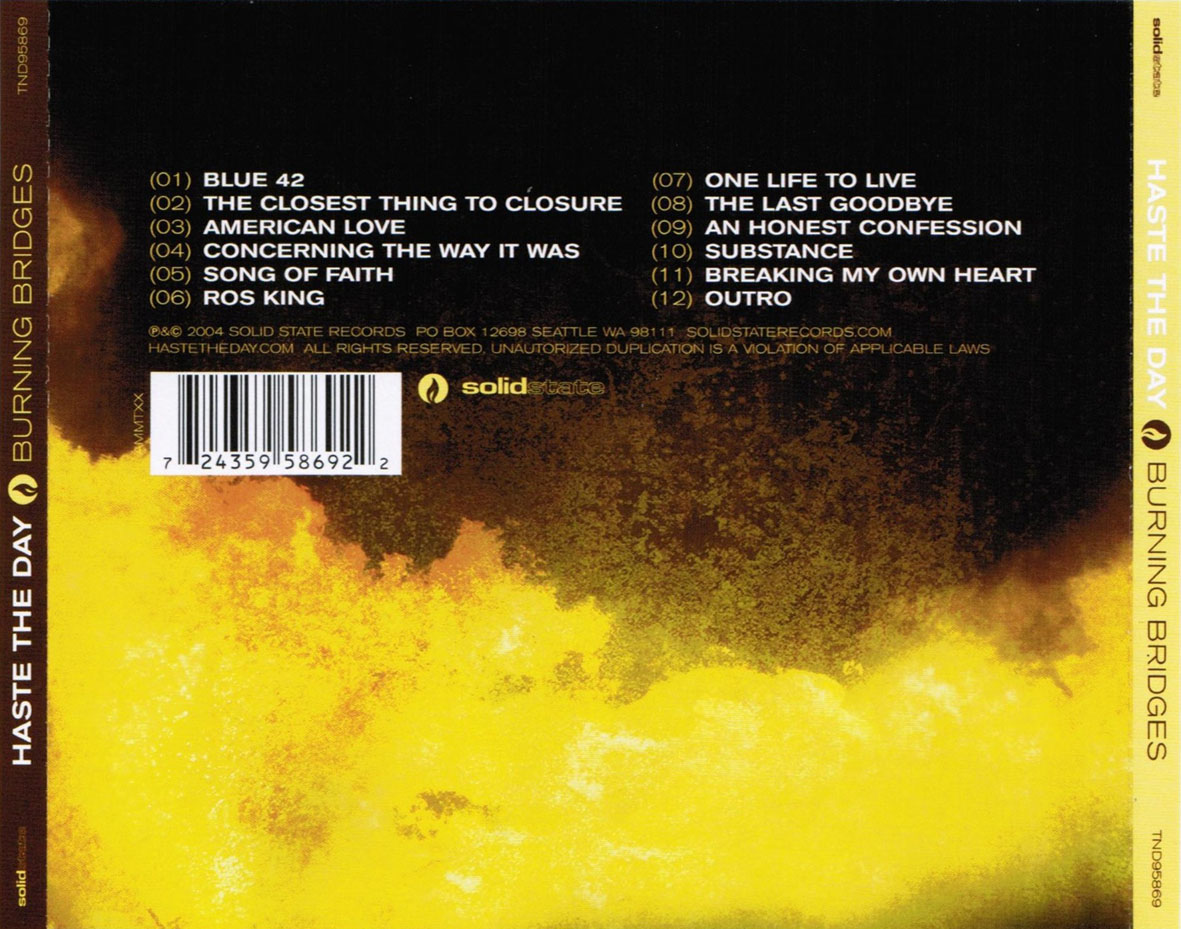 TND95869
HASTE THE DAY BURNING BRIDGES
solidstate
(01) BLUE 42
(02) THE CLOSEST THING TO CLOSURE
(03) AMERICAN LOVE
(04) CONCERNING THE WAY IT WAS
(05) SONG OF FAITH
(06) ROS KING
(07) ONE LIFE TO LIVE
(08) THE LAST GOODBYE
(09) AN HONEST CONFESSION
(10) SUBSTANCE
(11) BREAKING MY OWN HEART
(12) OUTRO
℗&© 2004 SOLID STATE RECORDS PO BOX 12698 SEATTLE WA 98111 SOLIDSTATERECORDS.COM
HASTETHEDAY.COM ALL RIGHTS RESERVED. UNAUTORIZED DUPLICATION IS A VIOLATION OF APPLICABLE LAWS
MMTXX
7 24359 58692 2
solidstate
solidstate
HASTE THE DAY BURNING BRIDGES
TND95869